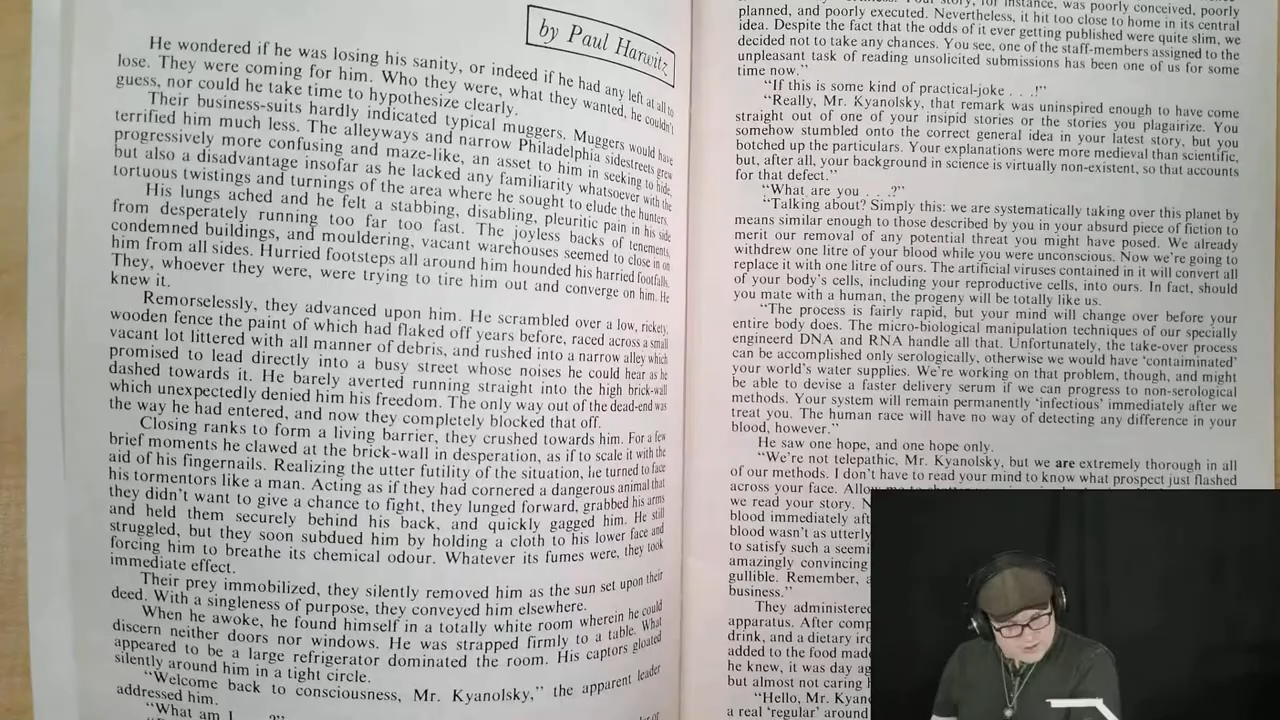 by Paul Harwitz
He wondered if he was losing his sanity, or indeed if he had any left at all to
lose. They were coming for him. Who they were, what they wanted, he couldn't
guess, nor could he take time to hypothesize clearly.
Their business-suits hardly indicated typical muggers. Muggers would have
terrified him much less. The alleyways and narrow Philadelphia sidestreets grew
progressively more confusing and maze-like, an asset to him in seeking to hide,
but also a disadvantage insofar as he lacked any familiarity whatsoever with the
tortuous twistings and turnings of the area where he sought to elude the hunters.
His lungs ached and he felt a stabbing, disabling, pleuritic pain in his side
from desperately running too far too fast. The joyless backs of tenements,
condemned buildings, and mouldering, vacant warehouses seemed to close in on
him from all sides. Hurried footsteps all around him hounded his harried footfalls.
They, whoever they were, were trying to tire him out and converge on him. He
knew it.
Remorselessly, they advanced upon him. He scrambled over a low, rickety,
wooden fence the paint of which had flaked off years before, raced across a small
vacant lot littered with all manner of debris, and rushed into a narrow alley which
promised to lead directly into a busy street whose noises he could hear as he
dashed towards it. He barely averted running straight into the high brick-wall
which unexpectedly denied him his freedom. The only way out of the dead-end was
the way he had entered, and now they completely blocked that off.
Closing ranks to form a living barrier, they crushed towards him. For a few
brief moments he clawed at the brick-wall in desperation, as if to scale it with the
aid of his fingernails. Realizing the utter futility of the situation, he turned to face
his tormentors like a man. Acting as if they had cornered a dangerous animal that
they didn't want to give a chance to fight, they lunged forward, grabbed his arms
and held them securely behind his back, and quickly gagged him. He still
struggled, but they soon subdued him by holding a cloth to his lower face and
forcing him to breathe its chemical odour. Whatever its fumes were, they took
immediate effect.
Their prey immobilized, they silently removed him as the sun set upon their
deed. With a singleness of purpose, they conveyed him elsewhere.
When he awoke, he found himself in a totally white room wherein he could
discern neither doors nor windows. He was strapped firmly to a table. What
appeared to be a large refrigerator dominated the room. His captors gloated
silently around him in a tight circle.
"Welcome back to consciousness, Mr. Kyanolsky," the apparent leader
addressed him.
"What am I . . . ?"
story, for instance, was poorly conceived, poorly
planned, and poorly executed. Nevertheless, it hit too close to home in its central
idea. Despite the fact that the odds of it ever getting published were quite slim, we
decided not to take any chances. You see, one of the staff-members assigned to the
unpleasant task of reading unsolicited submissions has been one of us for some
time now."
"If this is some kind of practical-joke . . .!"
"Really, Mr. Kyanolsky, that remark was uninspired enough to have come
straight out of one of your insipid stories or the stories you plagairize. You
somehow stumbled onto the correct general idea in your latest story, but you
botched up the particulars. Your explanations were more medieval than scientific,
but, after all, your background in science is virtually non-existent, so that accounts
for that defect."
"What are you . . .?"
"Talking about? Simply this: we are systematically taking over this planet by
means similar enough to those described by you in your absurd piece of fiction to
merit our removal of any potential threat you might have posed. We already
withdrew one litre of your blood while you were unconscious. Now we're going to
replace it with one litre of ours. The artificial viruses contained in it will convert all
of your body's cells, including your reproductive cells, into ours. In fact, should
you mate with a human, the progeny will be totally like us.
"The process is fairly rapid, but your mind will change over before your
entire body does. The micro-biological manipulation techniques of our specially
engineerd DNA and RNA handle all that. Unfortunately, the take-over process
can be accomplished only serologically, otherwise we would have 'contaiminated'
your world's water supplies. We're working on that problem, though, and might
be able to devise a faster delivery serum if we can progress to non-serological
methods. Your system will remain permanently 'infectious' immediately after we
treat you. The human race will have no way of detecting any difference in your
blood, however."
He saw one hope, and one hope only.
"We're not telepathic, Mr. Kyanolsky, but we are extremely thorough in all
of our methods. I don't have to read your mind to know what prospect just flashed
across your face. Allow
we read your story.
blood immediately
blood wasn't as utterly
to satisfy such a
amazingly convincing
gullible. Remember,
business."
They administered
apparatus. After
drink, and a dietary
added to the food
he knew, it was day
but almost not caring
"Hello, Mr.
a real 'regular' around